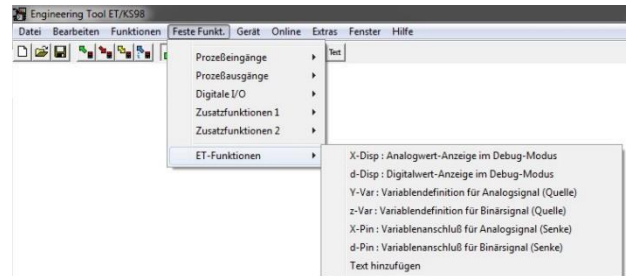 Engineering Tool ET/KS98
Datei Bearbeiten Funktionen Feste Funkt. Gerät Online Extras Fenster Hilfe
Text
Prozeßeingänge
Prozeßausgänge
Digitale I/O
Zusatzfunktionen 1
Zusatzfunktionen 2
ET-Funktionen
X-Disp : Analogwert-Anzeige im Debug-Modus
d-Disp : Digitalwert-Anzeige im Debug-Modus
Y-Var : Variablendefinition für Analogsignal (Quelle)
z-Var : Variablendefinition für Binärsignal (Quelle)
X-Pin : Variablenanschluß für Analogsignal (Senke)
d-Pin : Variablenanschluß für Binärsignal (Senke)
Text hinzufügen